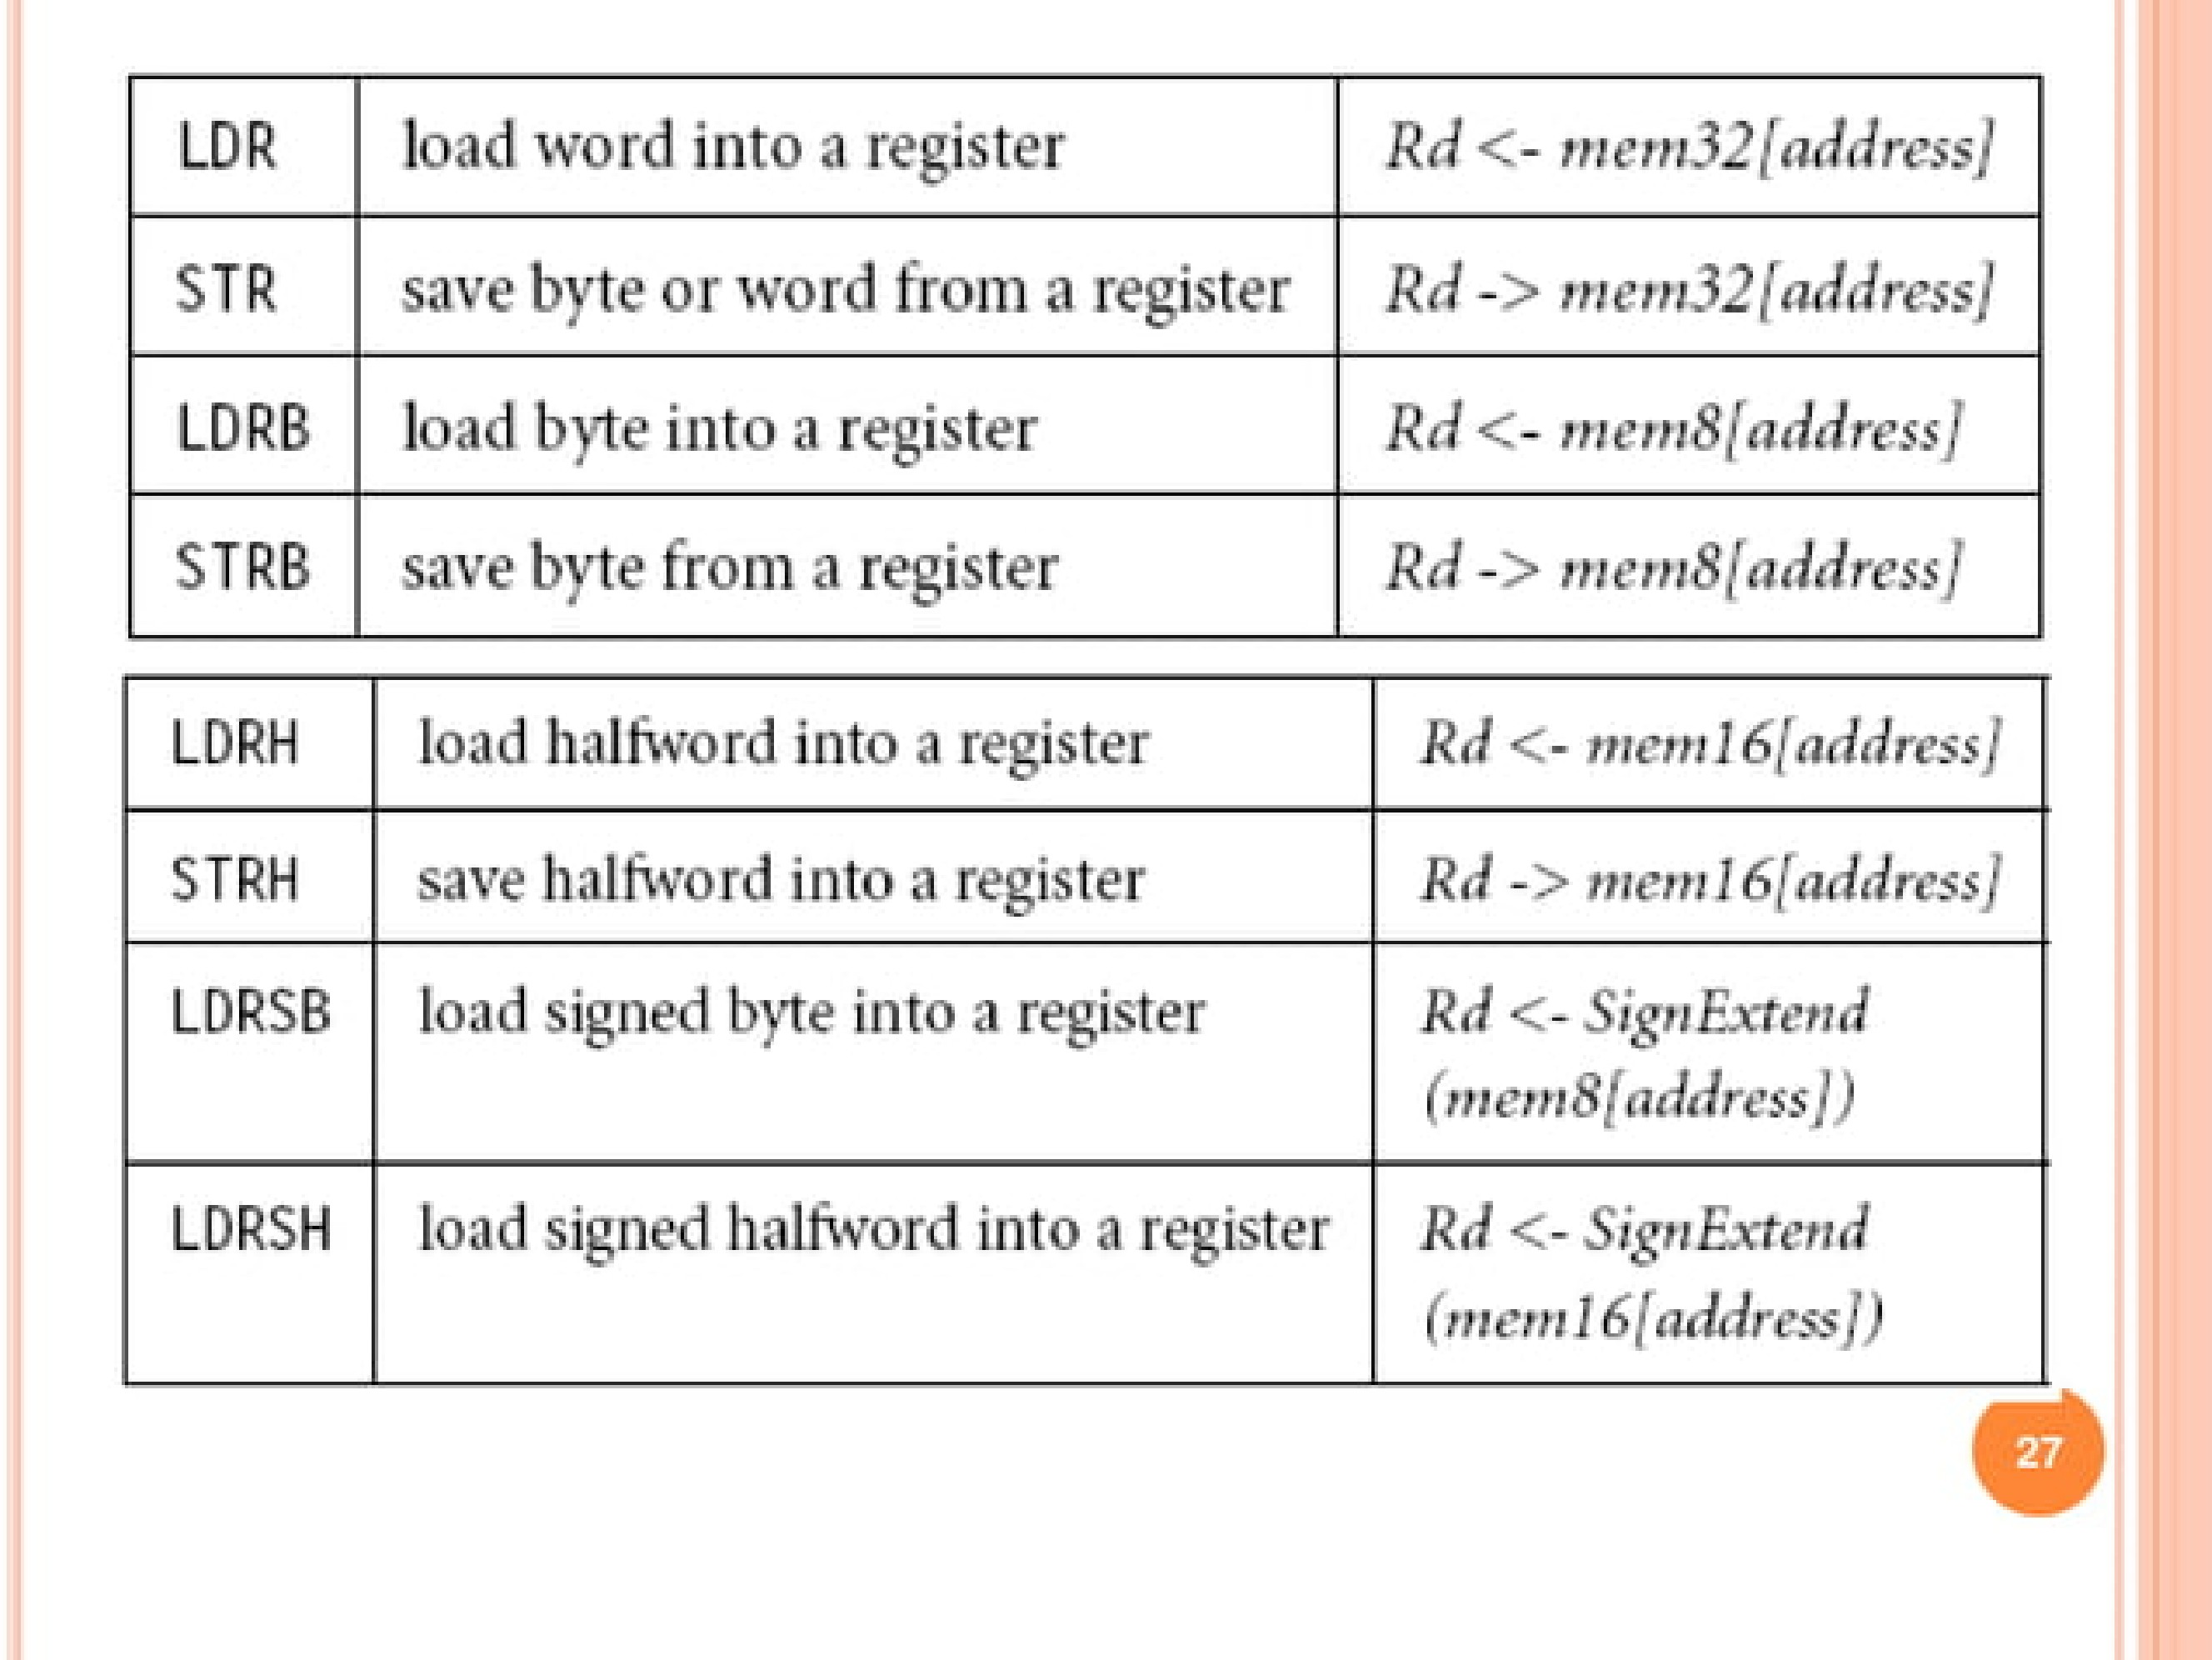 LDR load word into a register Rd <- mem32[address]
STR save byte or word from a register Rd -> mem32[address]
LDRB load byte into a register Rd <- mem8[address]
STRB save byte from a register Rd -> mem8[address]
LDRH load halfword into a register Rd <- mem16[address]
STRH save halfword into a register Rd -> mem16[address]
LDRSB load signed byte into a register Rd <- SignExtend
(mem8[address])
LDRSH load signed halfword into a register Rd <- SignExtend
(mem16[address])
27